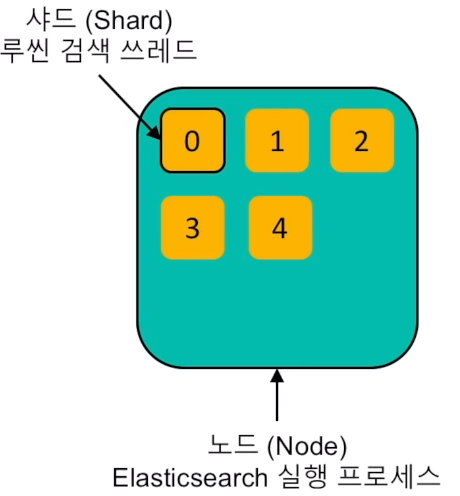 샤드 (Shard)
루씬 검색 쓰레드
0 1 2
3 4
노드 (Node)
Elasticsearch 실행 프로세스